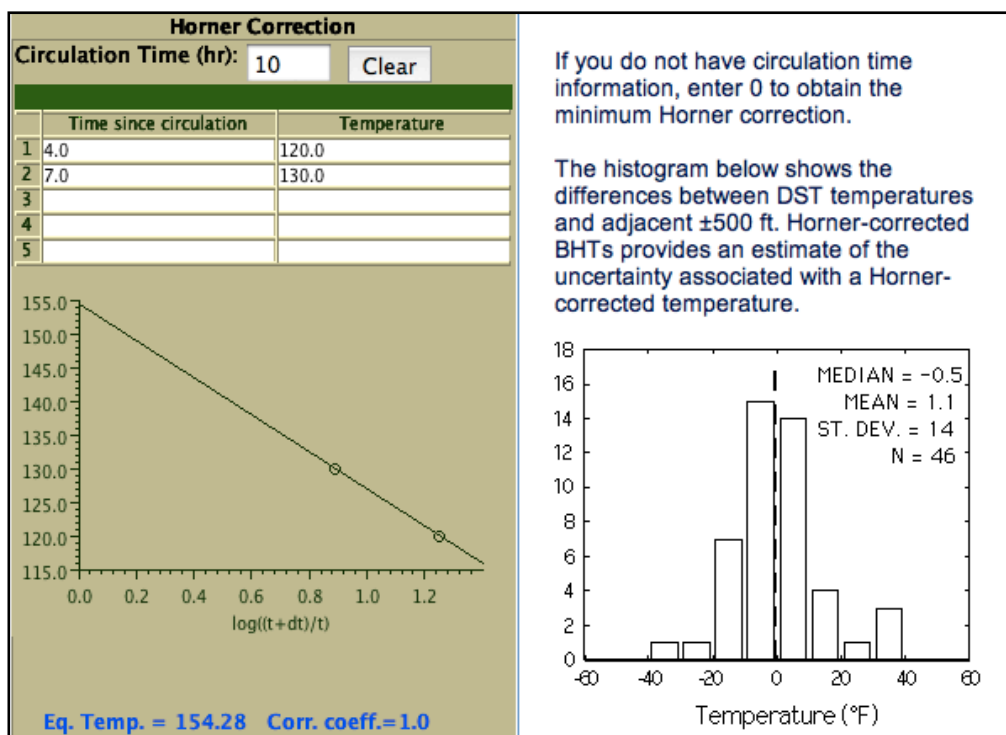 Horner Correction
Circulation Time (hr): 10 Clear
Time since circulation Temperature
1 4.0 120.0
2 7.0 130.0
3
4
5
155.0
150.0
145.0
140.0
135.0
130.0
125.0
120.0
115.0
0.0 0.2 0.4 0.6 0.8 1.0 1.2
log((t+dt)/t)
Eq. Temp. = 154.28 Corr. coeff.=1.0
If you do not have circulation time
information, enter 0 to obtain the
minimum Horner correction.
The histogram below shows the
differences between DST temperatures
and adjacent ±500 ft. Horner-corrected
BHTs provides an estimate of the
uncertainty associated with a Horner-
corrected temperature.
18
16
14
12
10
8
6
4
2
0
MEDIAN = -0.5
MEAN = 1.1
ST. DEV. = 14
N = 46
-60 -40 -20 0 20 40 60
Temperature (°F)